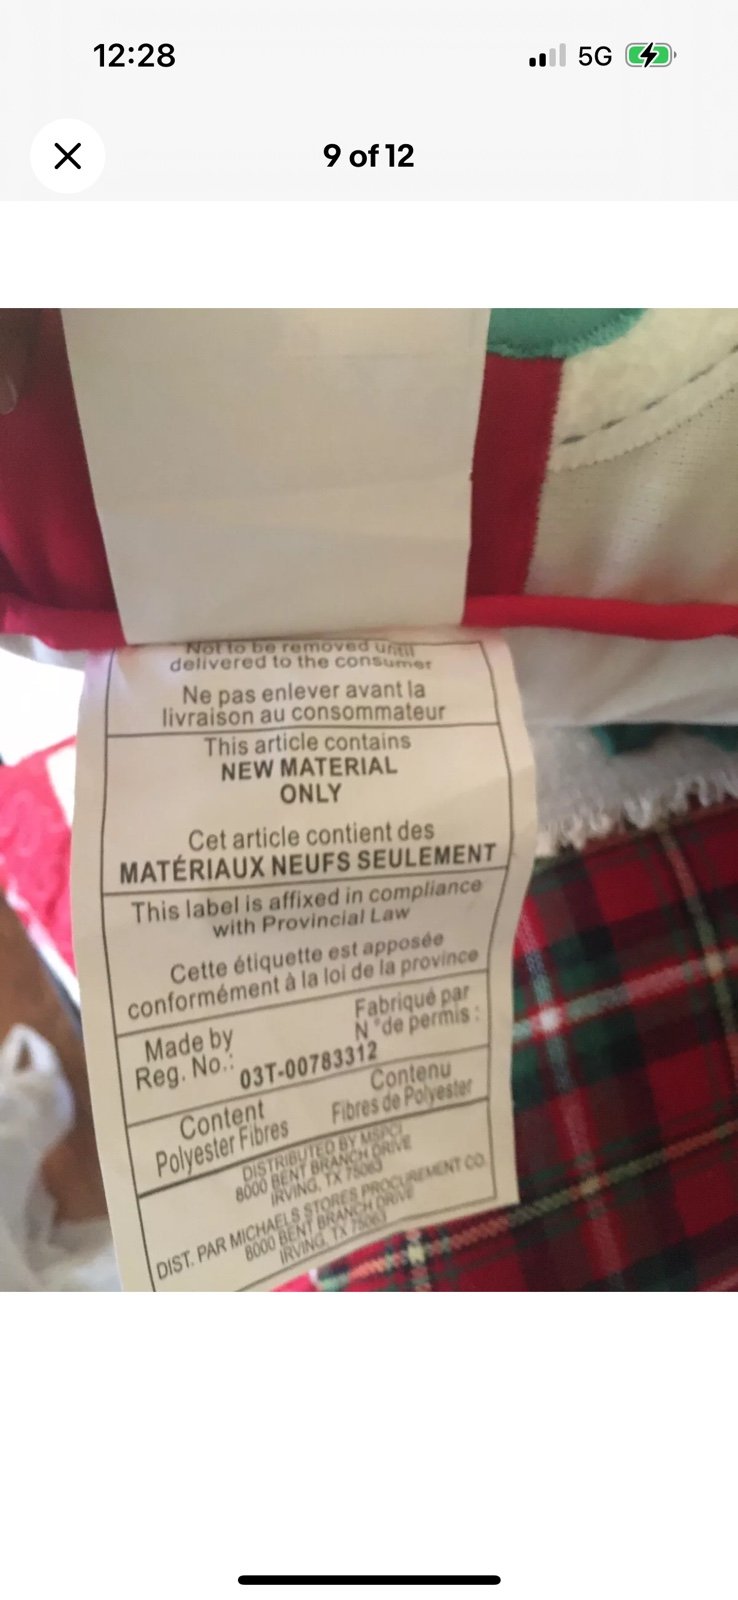 12:28
5G
9 of 12
Not to be removed until
delivered to the consumer
Ne pas enlever avant la
livraison au consommateur
This article contains
NEW MATERIAL
ONLY
Cet article contient des
MATÉRIAUX NEUFS SEULEMENT
This label is affixed in compliance
with Provincial Law
Cette étiquette est apposée
conformément à la loi de la province
Made by
Reg. No.:
Fabriqué par
N°de permis :
03T-00783312
Content
Polyester Fibres
Contenu
Fibres de Polyester
DISTRIBUTED BY MSPCI
8000 BENT BRANCH DRIVE
IRVING, TX 75063
DIST. PAR MICHAELS STORES PROCUREMENT CO.
8000 BENT BRANCH DRIVE
IRVING, TX 75063